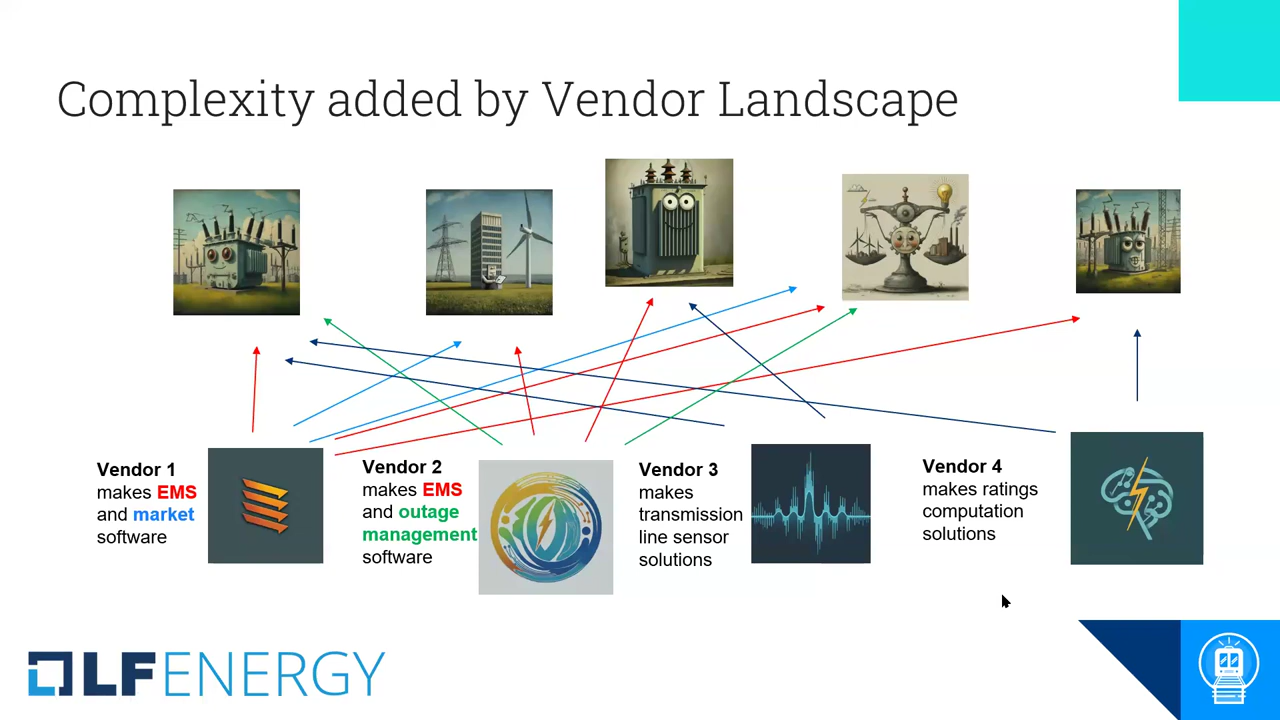 Complexity added by Vendor Landscape
Vendor 1
makes EMS
and market
software
Vendor 2
makes EMS
and outage
management
software
Vendor 3
makes
transmission
line sensor
solutions
Vendor 4
makes ratings
computation
solutions
LFENERGY